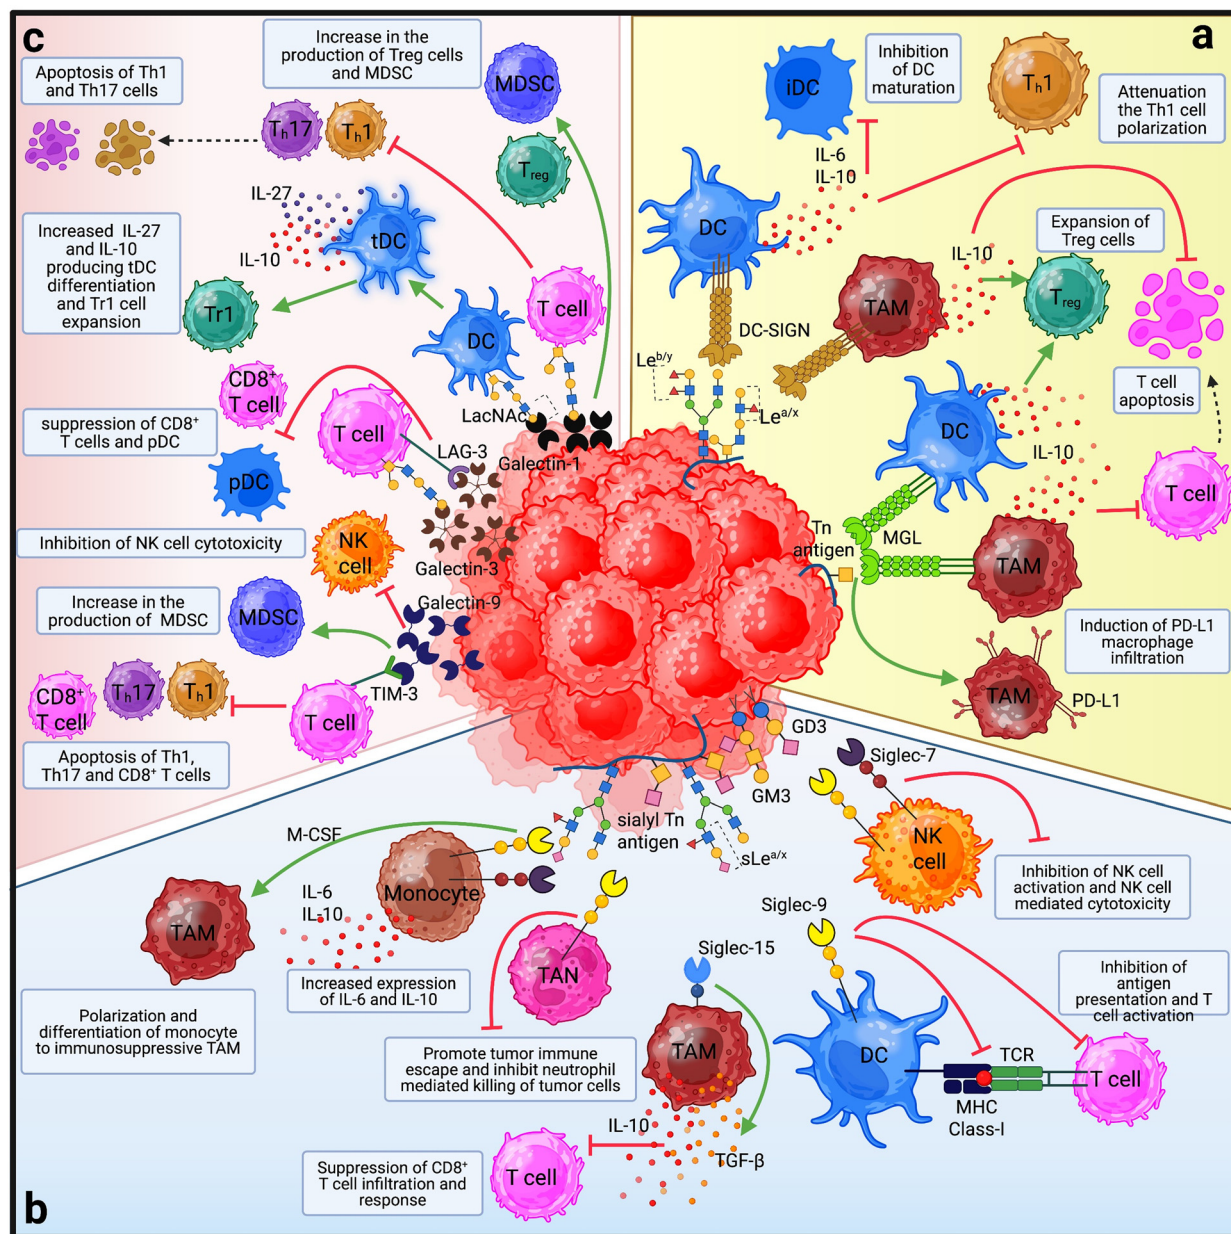 c
Apoptosis of Th1
and Th17 cells
Increase in the
production of Treg cells
and MDSC
MDSC
Th17
Th1
Treg
IL-27
IL-10
tDC
Increased IL-27
and IL-10
producing tDC
differentiation
and Tr1 cell
expansion
Tr1
DC
T cell
CD8+
T cell
suppression of CD8+
T cells and pDC
pDC
T cell
LacNAc
LAG-3
Galectin-1
Inhibition of NK cell cytotoxicity
NK
cell
Galectin-3
Increase in the
production of MDSC
MDSC
Galectin-9
CD8+
T cell
Th17
Th1
T cell
TIM-3
Apoptosis of Th1,
Th17 and CD8+ T cells
a
iDC
Inhibition
of DC
maturation
Th1
Attenuation
the Th1 cell
polarization
IL-6
IL-10
DC
DC-SIGN
TAM
IL-10
Expansion of
Treg cells
Treg
T cell
apoptosis
Leb/y
Lea/x
DC
IL-10
T cell
MGL
Tn
antigen
TAM
Induction of PD-L1
macrophage
infiltration
TAM
PD-L1
GD3
GM3
sialyl Tn
antigen
sLea/x
Siglec-7
NK
cell
Inhibition of NK cell
activation and NK cell
mediated cytotoxicity
M-CSF
Monocyte
IL-6
IL-10
TAM
Increased expression
of IL-6 and IL-10
Polarization and
differentiation of monocyte
to immunosuppressive TAM
TAN
Promote tumor immune
escape and inhibit neutrophil
mediated killing of tumor cells
Siglec-15
TAM
IL-10
TGF-β
T cell
Suppression of CD8+
T cell infiltration and
response
Siglec-9
DC
Inhibition of
antigen
presentation and T
cell activation
TCR
MHC
Class-I
T cell
b